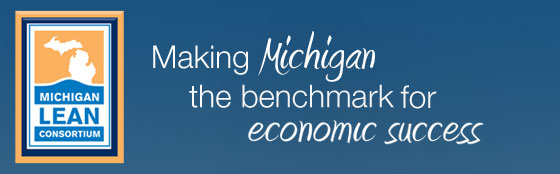 MICHIGAN
LEAN
CONSORTIUM
Making Michigan
the benchmark for
economic success